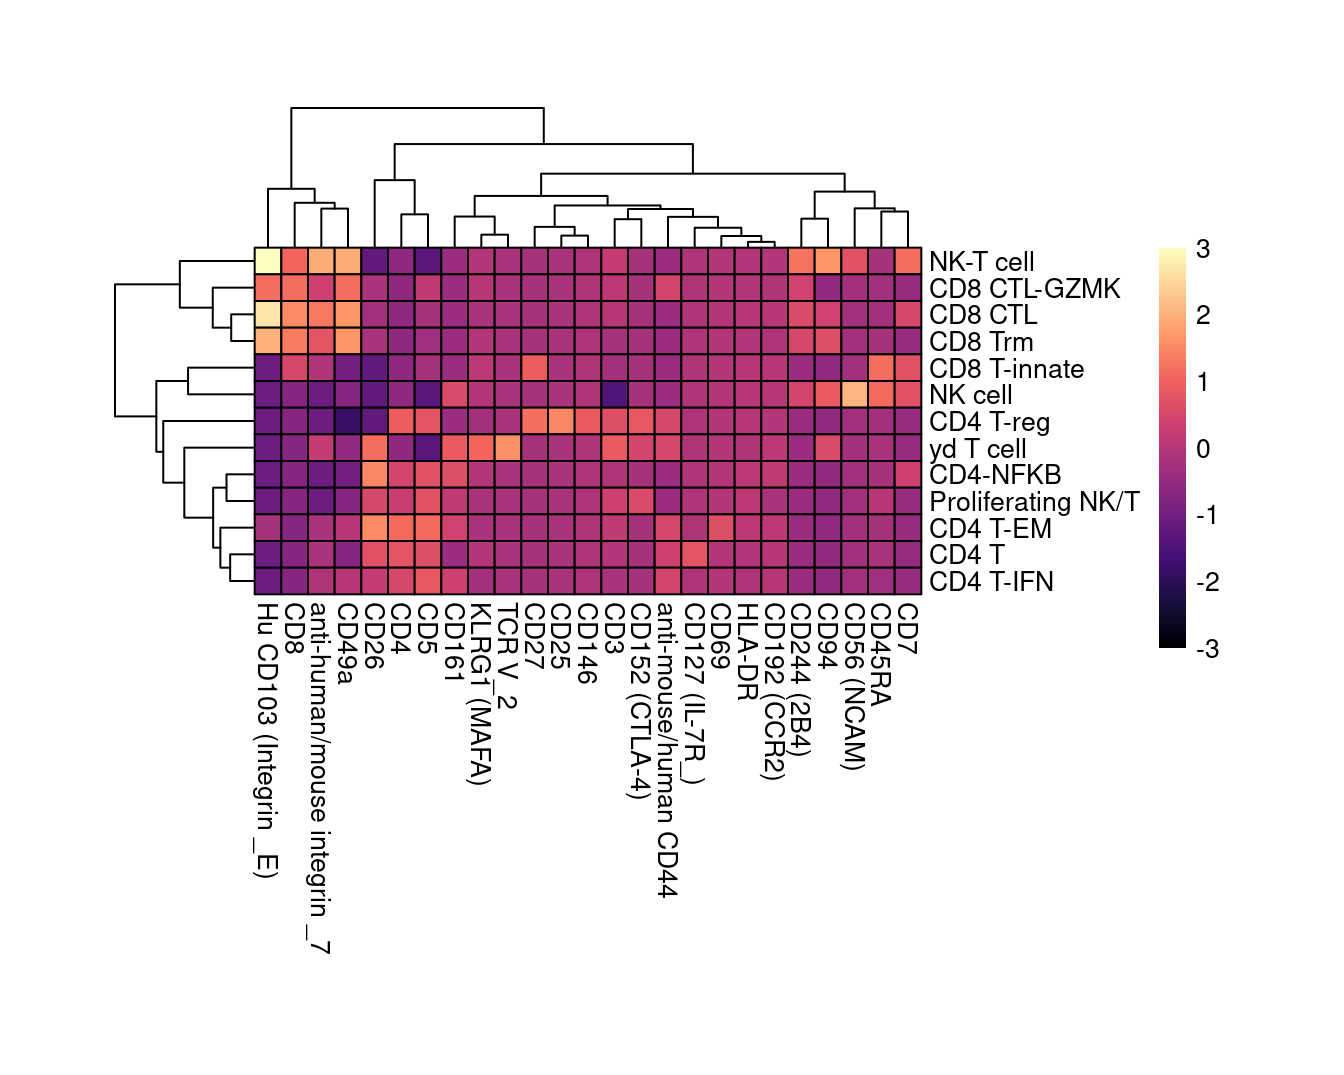 NK-T cell
CD8 CTL-GZMK
CD8 CTL
CD8 Trm
CD8 T-innate
NK cell
CD4 T-reg
yd T cell
CD4-NFKB
Proliferating NK/T
CD4 T-EM
CD4 T
CD4 T-IFN
3
2
1
0
-1
-2
-3
Hu CD103 (Integrin _E)
CD8
anti-human/mouse integrin _7
CD49a
CD26
CD4
CD5
CD161
KLRG1 (MAFA)
TCR V_2
CD27
CD25
CD146
CD3
CD152 (CTLA-4)
anti-mouse/human CD44
CD127 (IL-7R_)
CD69
HLA-DR
CD192 (CCR2)
CD244 (2B4)
CD94
CD56 (NCAM)
CD45RA
CD7